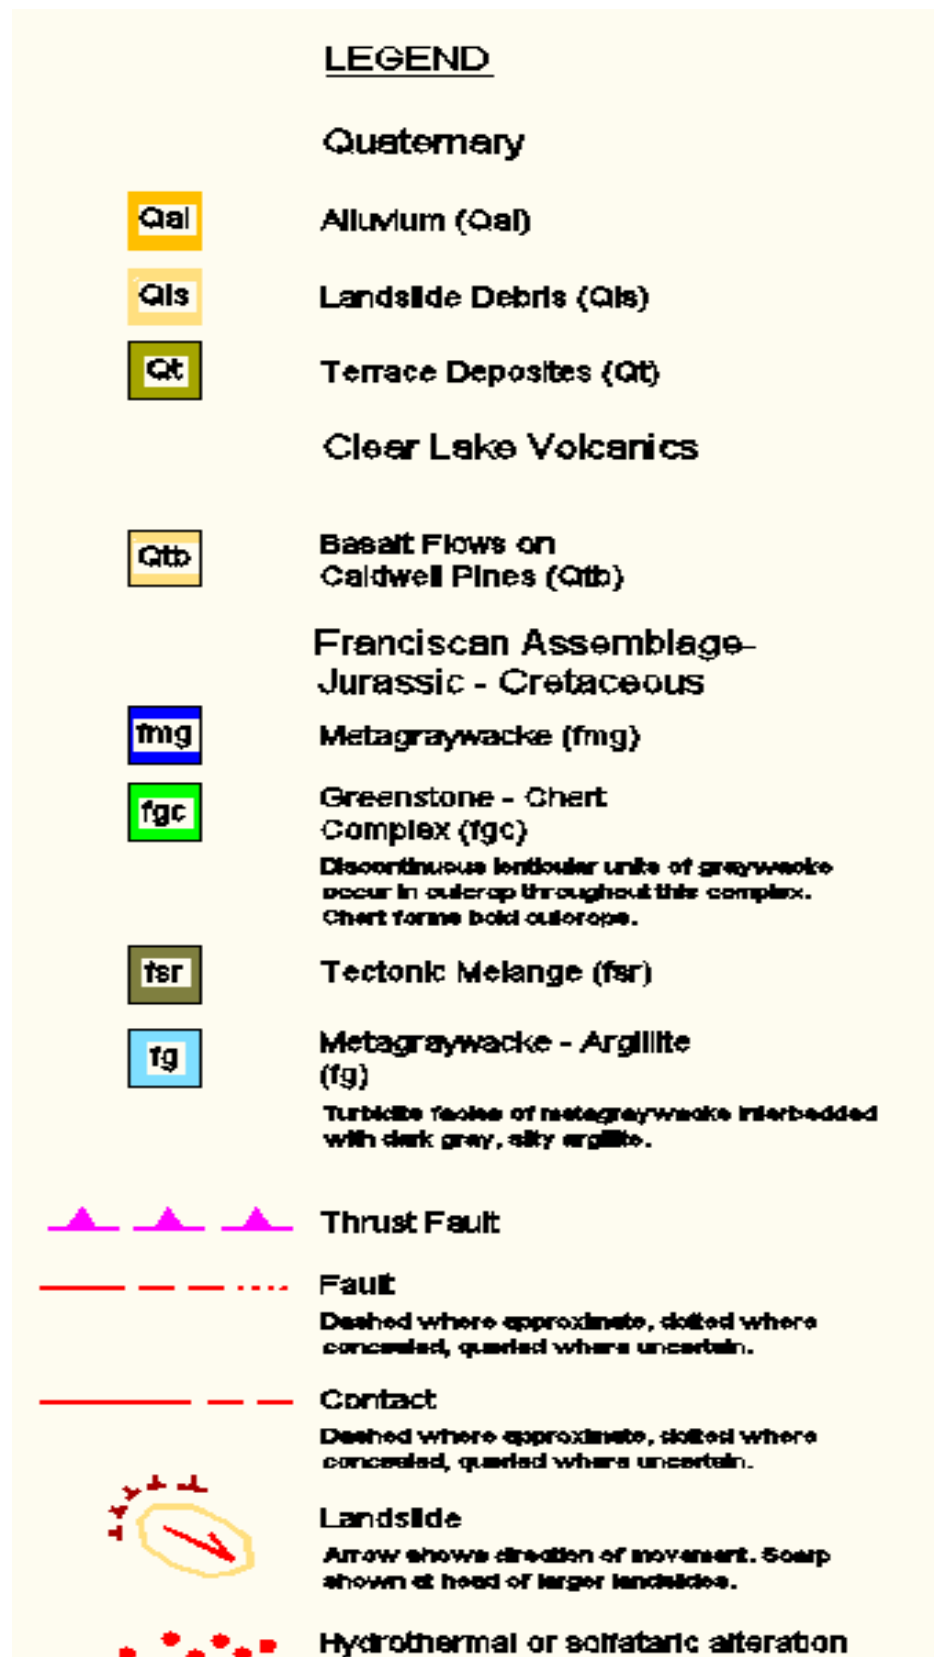 LEGEND
Quaternary
Qal Alluvium (Qal)
Qls Landslide Debris (Qls)
Qt Terrace Deposites (Qt)
Clear Lake Volcanics
Qtb Basalt Flows on
Caldwell Pines (Qtb)
Franciscan Assemblage-
Jurassic - Cretaceous
fmg Metagraywacke (fmg)
fgc Greenstone - Chert
Complex (fgc)
Discontinuous lenticular units of graywacke
occur in outcrop throughout this complex.
Chert forms bold outcrops.
fsr Tectonic Melange (fsr)
fg Metagraywacke - Argillite
(fg)
Turbidite facies of metagraywacke interbedded
with dark gray, silty argillite.
Thrust Fault
Fault
Dashed where approximate, dotted where
concealed, queried where uncertain.
Contact
Dashed where approximate, dotted where
concealed, queried where uncertain.
Landslide
Arrow shows direction of movement. Scarp
shown at head of larger landslides.
Hydrothermal or solfataric alteration